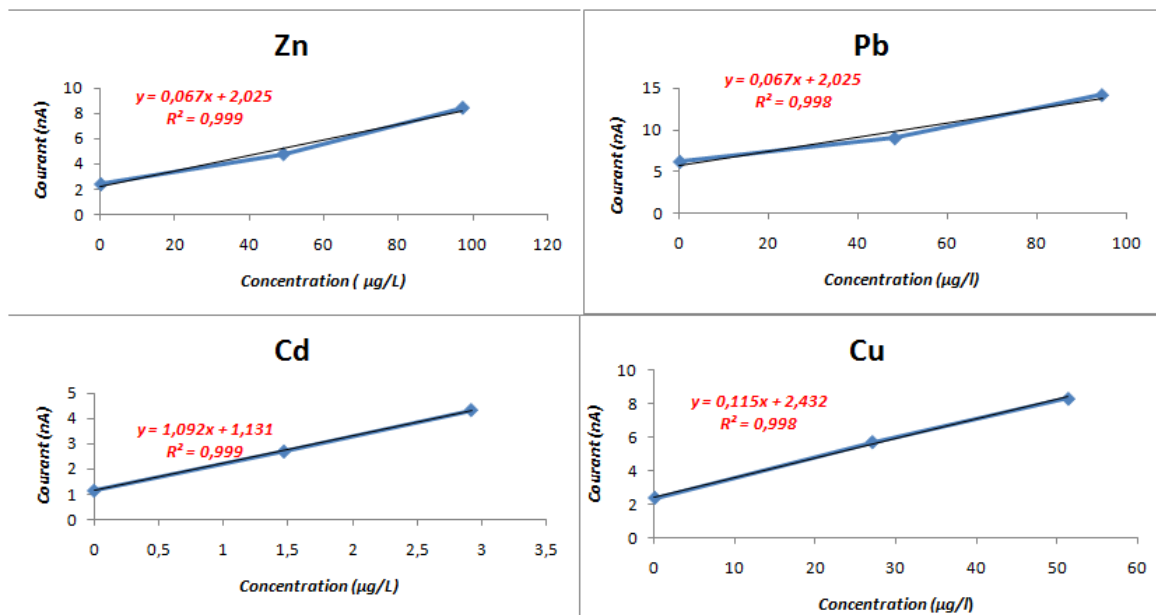 Zn
y = 0,067x + 2,025
R² = 0,999
Courant (nA)
10
8
6
4
2
0
0 20 40 60 80 100 120
Concentration ( µg/L)
Pb
y = 0,067x + 2,025
R² = 0,998
Courant (nA)
15
10
5
0
0 20 40 60 80 100
Concentration (µg/l)
Cd
y = 1,092x + 1,131
R² = 0,999
Courant (nA)
5
4
3
2
1
0
0 0,5 1 1,5 2 2,5 3 3,5
Concentration (µg/L)
Cu
y = 0,115x + 2,432
R² = 0,998
Courant (nA)
10
8
6
4
2
0
0 10 20 30 40 50 60
Concentration (µg/l)